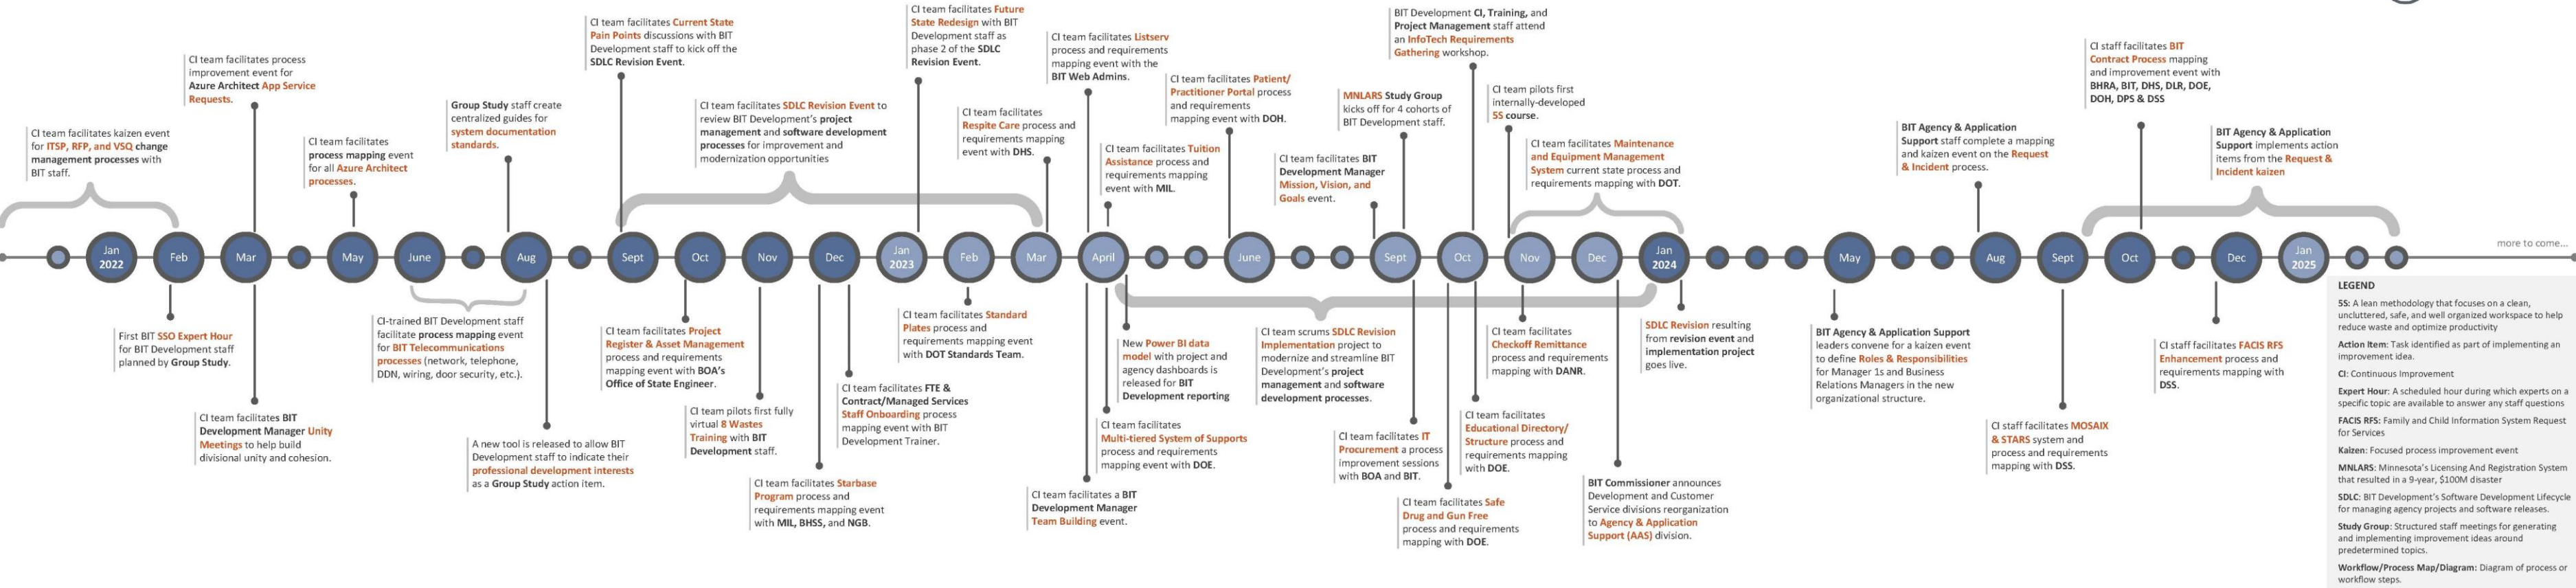 CI team facilitates kaizen event
for ITSP, RFP, and VSQ change
management processes with
BIT staff.
CI team facilitates process
improvement event for
Azure Architect App Service
Requests.
CI team facilitates
process mapping event
for all Azure Architect
processes.
Group Study staff create
centralized guides for
system documentation
standards.
CI team facilitates Current State
Pain Points discussions with BIT
Development staff to kick off the
SDLC Revision Event.
CI team facilitates SDLC Revision Event to
review BIT Development's project
management and software development
processes for improvement and
modernization opportunities
CI team facilitates Future
State Redesign with BIT
Development staff as
phase 2 of the SDLC
Revision Event.
CI team facilitates
Respite Care process and
requirements mapping
event with DHS.
CI team facilitates Listserv
process and requirements
mapping event with the
BIT Web Admins.
CI team facilitates Tuition
Assistance process and
requirements mapping
event with MIL.
CI team facilitates Patient/
Practitioner Portal process
and requirements
mapping event with DOH.
CI team facilitates BIT
Development Manager
Mission, Vision, and
Goals event.
MNLARS Study Group
kicks off for 4 cohorts of
BIT Development staff.
BIT Development CI, Training, and
Project Management staff attend
an InfoTech Requirements
Gathering workshop.
CI team pilots first
internally-developed
5S course.
CI team facilitates Maintenance
and Equipment Management
System current state process and
requirements mapping with DOT.
BIT Agency & Application
Support staff complete a mapping
and kaizen event on the Request
& Incident process.
CI staff facilitates BIT
Contract Process mapping
and improvement event with
BHRA, BIT, DHS, DLR, DOE,
DOH, DPS & DSS
BIT Agency & Application
Support implements action
items from the Request &
Incident kaizen
Jan
2022
Feb
Mar
May
June
Aug
Sept
Oct
Nov
Dec
Jan
2023
Feb
Mar
April
June
Sept
Oct
Nov
Dec
Jan
2024
May
Aug
Sept
Oct
Dec
Jan
2025
more to come...
First BIT SSO Expert Hour
for BIT Development staff
planned by Group Study.
CI team facilitates BIT
Development Manager Unity
Meetings to help build
divisional unity and cohesion.
CI-trained BIT Development staff
facilitate process mapping event
for BIT Telecommunications
processes (network, telephone,
DDN, wiring, door security, etc.).
A new tool is released to allow BIT
Development staff to indicate their
professional development interests
as a Group Study action item.
CI team facilitates Project
Register & Asset Management
process and requirements
mapping event with BOA's
Office of State Engineer.
CI team pilots first fully
virtual 8 Wastes
Training with BIT
Development staff.
CI team facilitates Starbase
Program process and
requirements mapping event
with MIL, BHSS, and NGB.
CI team facilitates FTE &
Contract/Managed Services
Staff Onboarding process
mapping event with BIT
Development Trainer.
CI team facilitates Standard
Plates process and
requirements mapping event
with DOT Standards Team.
CI team facilitates a BIT
Development Manager
Team Building event.
CI team facilitates
Multi-tiered System of Supports
process and requirements
mapping event with DOE.
New Power BI data
model with project and
agency dashboards is
released for BIT
Development reporting
CI team scrums SDLC Revision
Implementation project to
modernize and streamline BIT
Development's project
management and software
development processes.
CI team facilitates IT
Procurement a process
improvement sessions
with BOA and BIT.
CI team facilitates Safe
Drug and Gun Free
process and requirements
mapping with DOE.
CI team facilitates
Educational Directory/
Structure process and
requirements mapping
with DOE.
CI team facilitates
Checkoff Remittance
process and requirements
mapping with DANR.
BIT Commissioner announces
Development and Customer
Service divisions reorganization
to Agency & Application
Support (AAS) division.
SDLC Revision resulting
from revision event and
implementation project
goes live.
BIT Agency & Application Support
leaders convene for a kaizen event
to define Roles & Responsibilities
for Manager 1s and Business
Relations Managers in the new
organizational structure.
CI staff facilitates MOSAIX
& STARS system and
process and requirements
mapping with DSS.
CI staff facilitates FACIS RFS
Enhancement process and
requirements mapping with
DSS.
LEGEND
5S: A lean methodology that focuses on a clean,
uncluttered, safe, and well organized workspace to help
reduce waste and optimize productivity
Action Item: Task identified as part of implementing an
improvement idea.
CI: Continuous Improvement
Expert Hour: A scheduled hour during which experts on a
specific topic are available to answer any staff questions
FACIS RFS: Family and Child Information System Request
for Services
Kaizen: Focused process improvement event
MNLARS: Minnesota's Licensing And Registration System
that resulted in a 9-year, $100M disaster
SDLC: BIT Development's Software Development Lifecycle
for managing agency projects and software releases.
Study Group: Structured staff meetings for generating
and implementing improvement ideas around
predetermined topics.
Workflow/Process Map/Diagram: Diagram of process or
workflow steps.